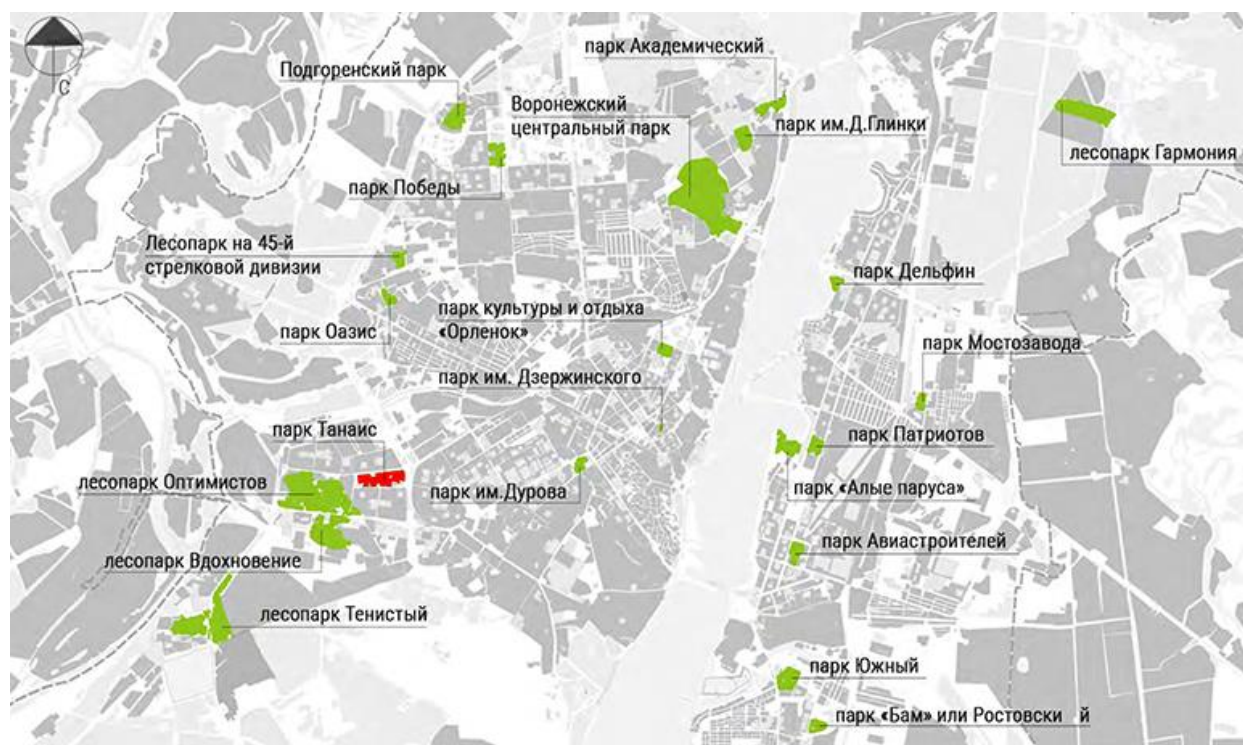 парк Академический
Подгоренский парк
Воронежский
центральный парк
С
парк им.Д.Глинки
лесопарк Гармония
парк Победы
Лесопарк на 45-й
стрелковой дивизии
парк Дельфин
парк культуры и отдыха
«Орленок»
парк Оазис
парк Мостозавода
парк им. Дзержинского
парк Танаис
парк Патриотов
лесопарк Оптимистов
парк им.Дурова
парк «Алые паруса»
парк Авиастроителей
лесопарк Вдохновение
лесопарк Тенистый
парк Южный
парк «Бам» или Ростовски й